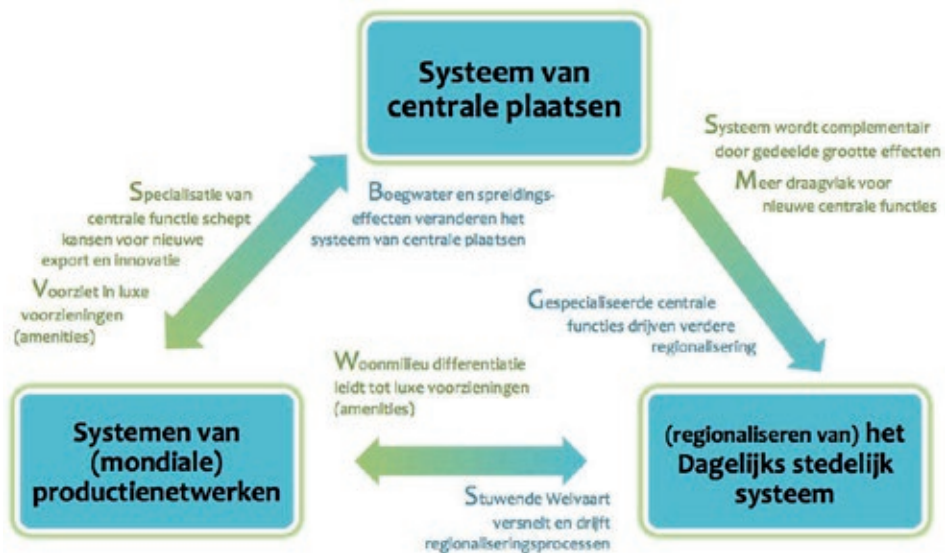 Systeem van
centrale plaatsen
Systeem wordt complementair
door gedeelde grootte effecten
Meer draagvlak voor
nieuwe centrale functies
Specialisatie van
centrale functie schept
kansen voor nieuwe
export en innovatie
Voorziet in luxe
voorzieningen
(amenities)
Boegwater en spreidings-
effecten veranderen het
systeem van centrale plaatsen
Gespecialiseerde centrale
functies drijven verdere
regionalisering
Woonmilieu differentiatie
leidt tot luxe voorzieningen
(amenities)
Systemen van
(mondiale)
productienetwerken
(regionaliseren van) het
Dagelijks stedelijk
systeem
Stuwende Welvaart
versnelt en drijft
regionaliseringsprocessen